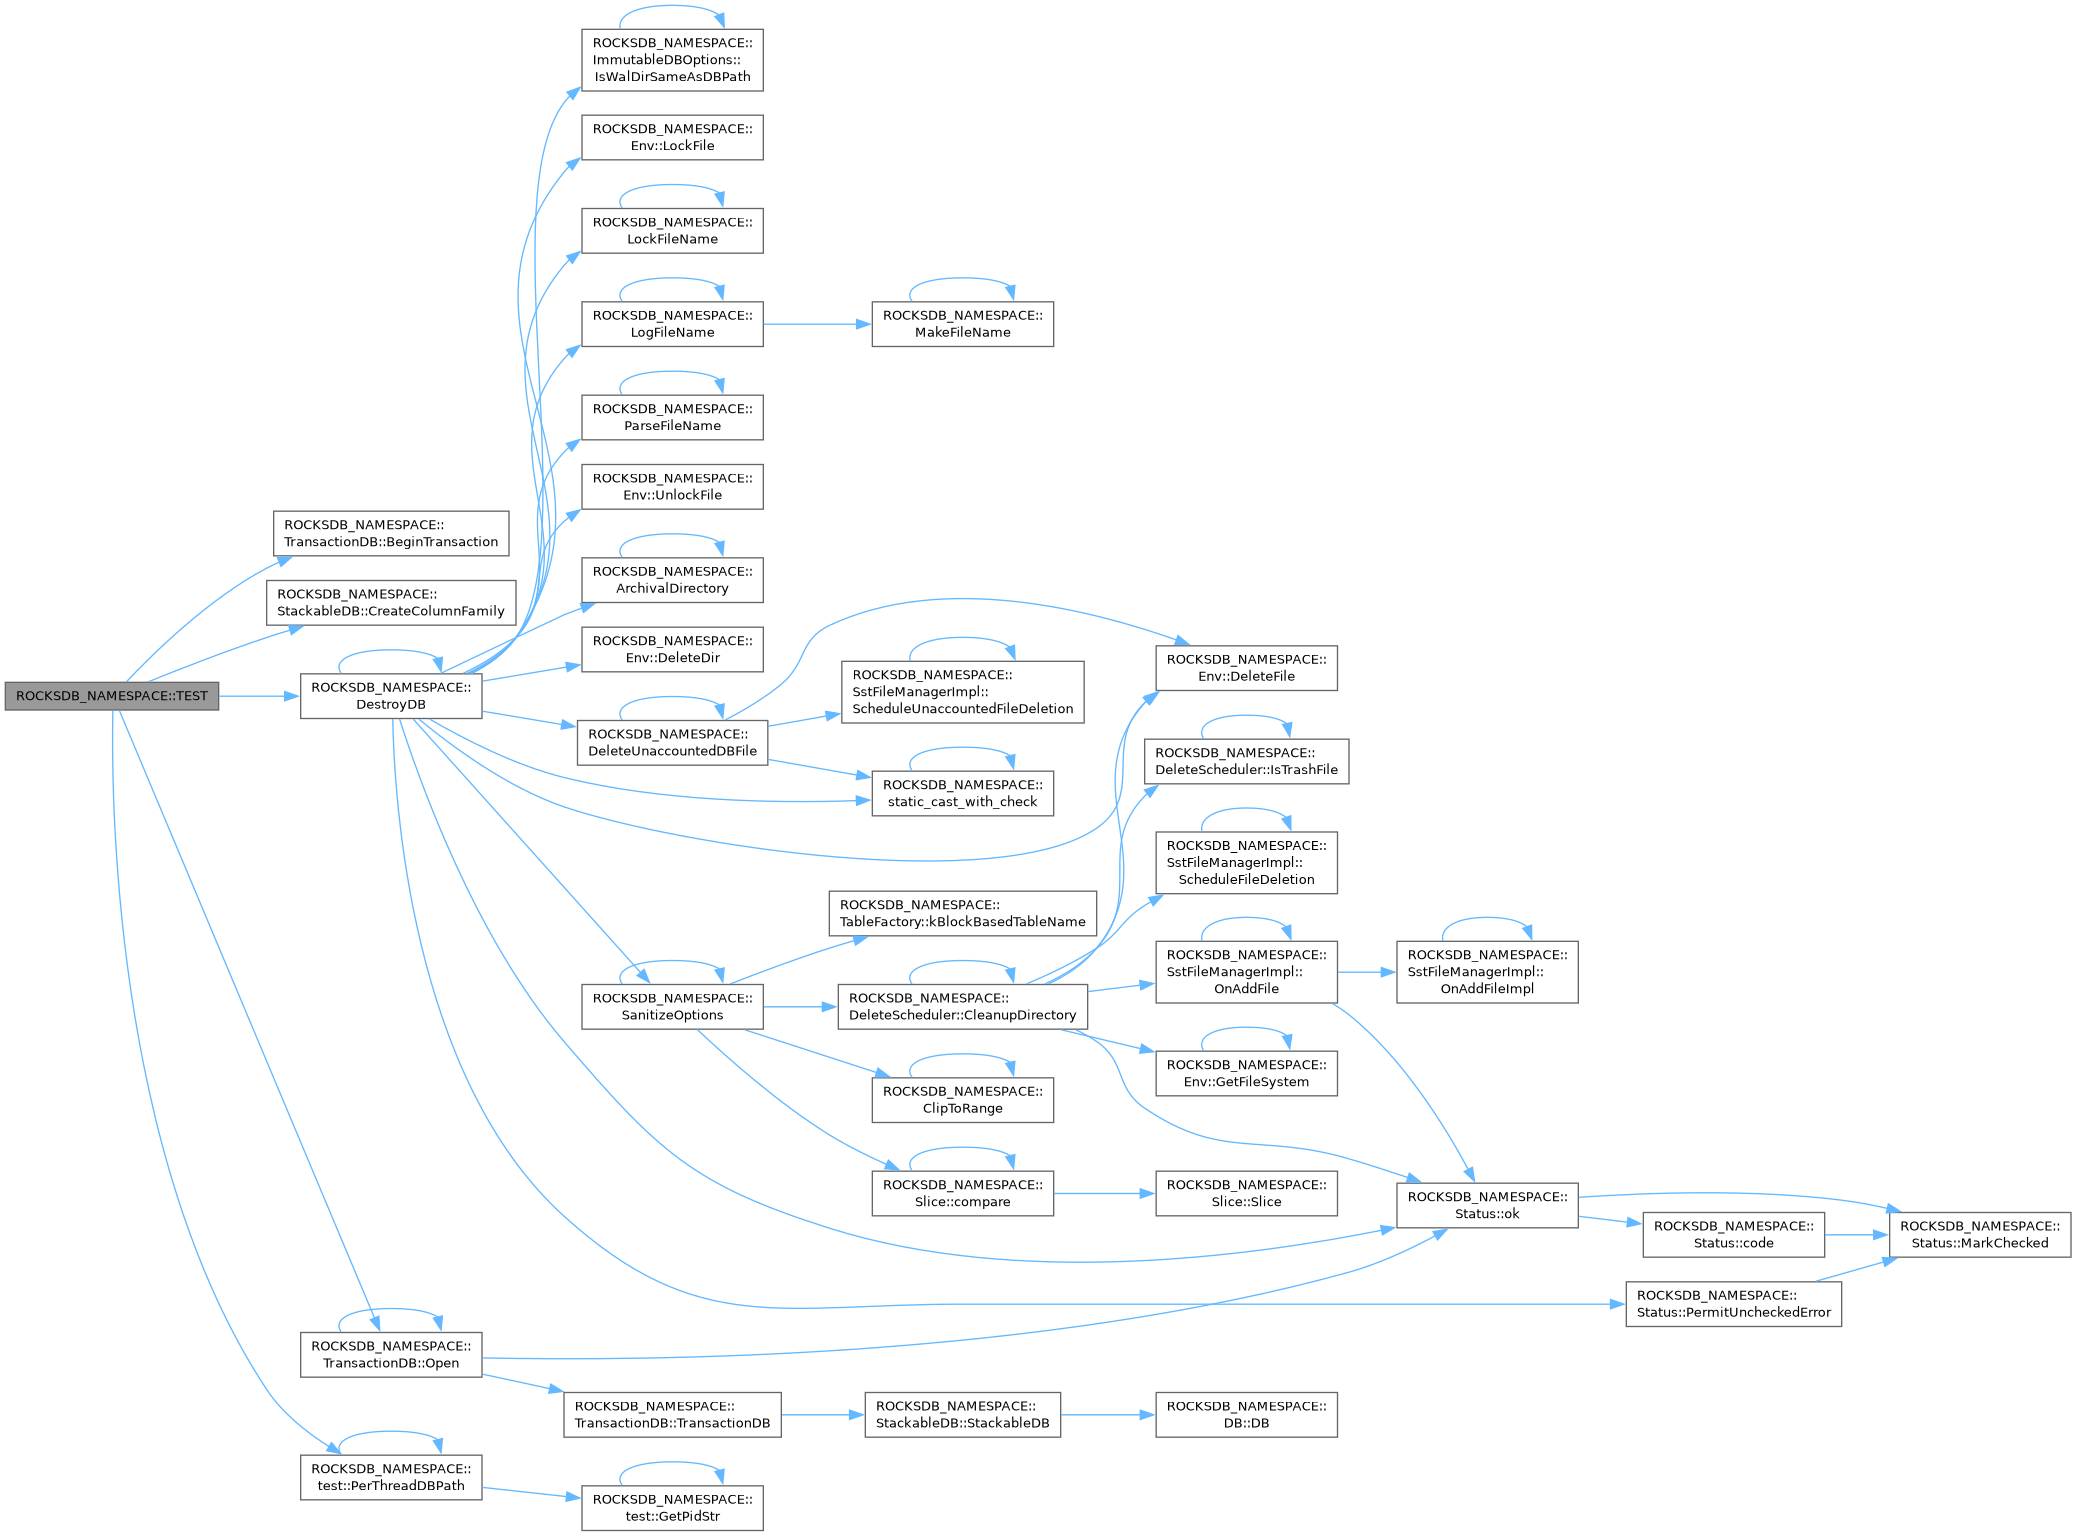 ROCKSDB_NAMESPACE::TEST
ROCKSDB_NAMESPACE::
TransactionDB::BeginTransaction
ROCKSDB_NAMESPACE::
StackableDB::CreateColumnFamily
ROCKSDB_NAMESPACE::
DestroyDB
ROCKSDB_NAMESPACE::
TransactionDB::Open
ROCKSDB_NAMESPACE::
test::PerThreadDBPath
ROCKSDB_NAMESPACE::
ImmutableDBOptions::
IsWalDirSameAsDBPath
ROCKSDB_NAMESPACE::
Env::LockFile
ROCKSDB_NAMESPACE::
LockFileName
ROCKSDB_NAMESPACE::
LogFileName
ROCKSDB_NAMESPACE::
ParseFileName
ROCKSDB_NAMESPACE::
Env::UnlockFile
ROCKSDB_NAMESPACE::
ArchivalDirectory
ROCKSDB_NAMESPACE::
Env::DeleteDir
ROCKSDB_NAMESPACE::
DeleteUnaccountedDBFile
ROCKSDB_NAMESPACE::
SanitizeOptions
ROCKSDB_NAMESPACE::
TransactionDB::TransactionDB
ROCKSDB_NAMESPACE::
test::GetPidStr
ROCKSDB_NAMESPACE::
MakeFileName
ROCKSDB_NAMESPACE::
SstFileManagerImpl::
ScheduleUnaccountedFileDeletion
ROCKSDB_NAMESPACE::
static_cast_with_check
ROCKSDB_NAMESPACE::
TableFactory::kBlockBasedTableName
ROCKSDB_NAMESPACE::
DeleteScheduler::CleanupDirectory
ROCKSDB_NAMESPACE::
ClipToRange
ROCKSDB_NAMESPACE::
Slice::compare
ROCKSDB_NAMESPACE::
StackableDB::StackableDB
ROCKSDB_NAMESPACE::
Env::DeleteFile
ROCKSDB_NAMESPACE::
DeleteScheduler::IsTrashFile
ROCKSDB_NAMESPACE::
SstFileManagerImpl::
ScheduleFileDeletion
ROCKSDB_NAMESPACE::
SstFileManagerImpl::
OnAddFile
ROCKSDB_NAMESPACE::
Env::GetFileSystem
ROCKSDB_NAMESPACE::
Slice::Slice
ROCKSDB_NAMESPACE::
DB::DB
ROCKSDB_NAMESPACE::
SstFileManagerImpl::
OnAddFileImpl
ROCKSDB_NAMESPACE::
Status::ok
ROCKSDB_NAMESPACE::
Status::code
ROCKSDB_NAMESPACE::
Status::PermitUncheckedError
ROCKSDB_NAMESPACE::
Status::MarkChecked